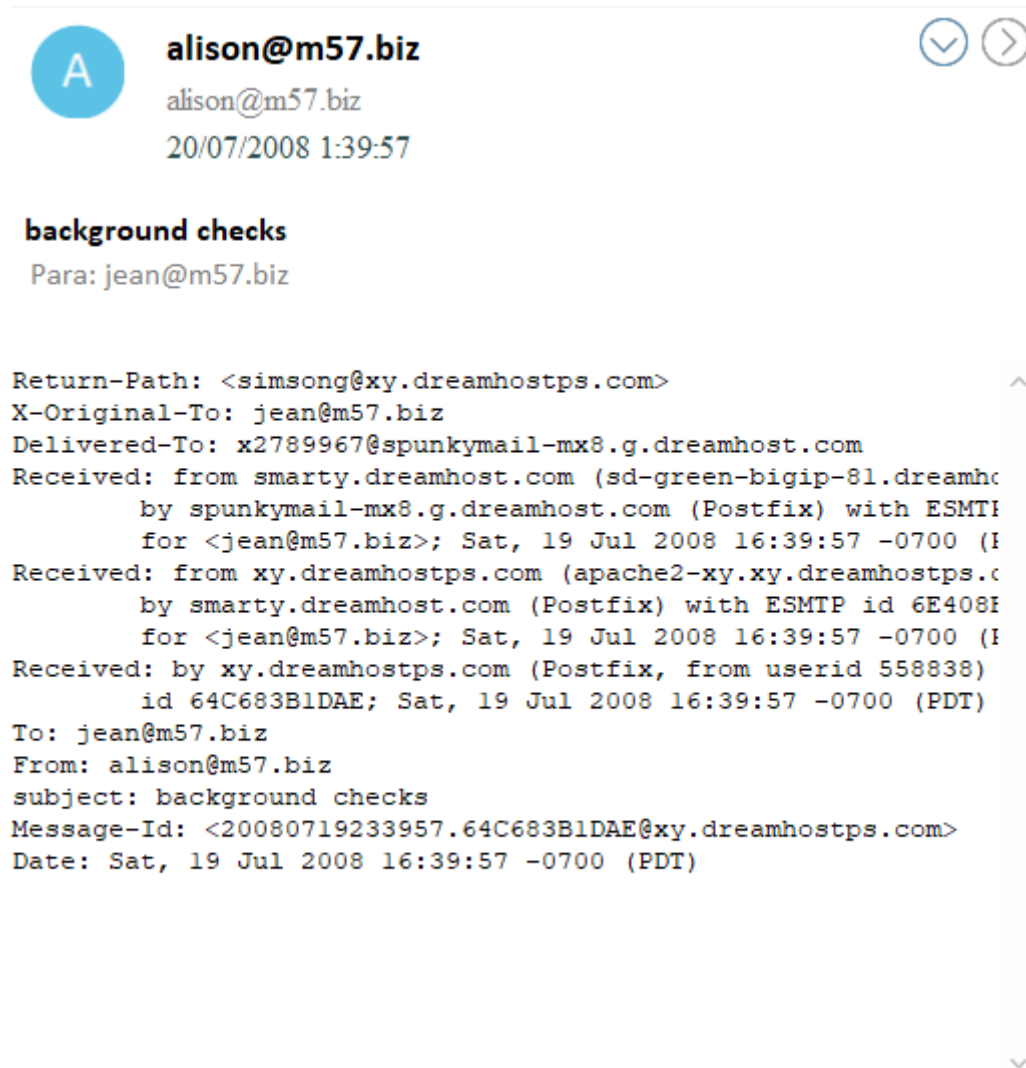 A
alison@m57.biz
alison@m57.biz
20/07/2008 1:39:57
background checks
Para: jean@m57.biz
Return-Path: <simsong@xy.dreamhostps.com>
X-Original-To: jean@m57.biz
Delivered-To: x2789967@spunkymail-mx8.g.dreamhost.com
Received: from smarty.dreamhost.com (sd-green-bigip-81.dreamho
by spunkymail-mx8.g.dreamhost.com (Postfix) with ESMTP
for <jean@m57.biz>; Sat, 19 Jul 2008 16:39:57 -0700 (
Received: from xy.dreamhostps.com (apache2-xy.xy.dreamhostps.c
by smarty.dreamhost.com (Postfix) with ESMTP id 6E408
for <jean@m57.biz>; Sat, 19 Jul 2008 16:39:57 -0700 (
Received: by xy.dreamhostps.com (Postfix, from userid 558838)
id 64C683B1DAE; Sat, 19 Jul 2008 16:39:57 -0700 (PDT)
To: jean@m57.biz
From: alison@m57.biz
subject: background checks
Message-Id: <20080719233957.64C683B1DAE@xy.dreamhostps.com>
Date: Sat, 19 Jul 2008 16:39:57 -0700 (PDT)